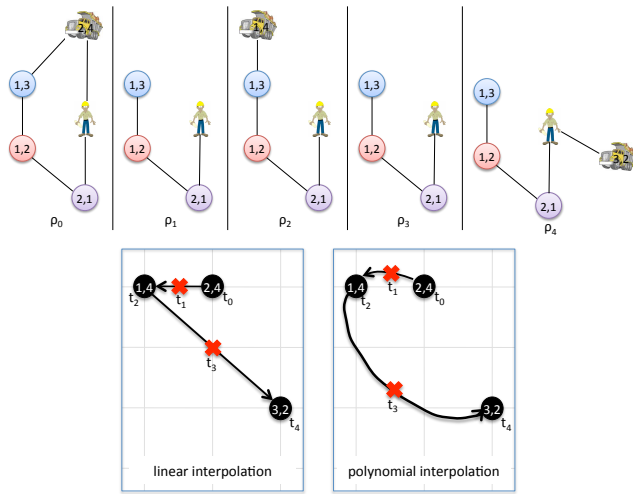 2,4
1,4
1,3
1,3
1,3
1,3
1,3
1,2
1,2
1,2
1,2
1,2
3,2
2,1
2,1
2,1
2,1
2,1
ρ0
ρ1
ρ2
ρ3
ρ4
1,4
2,4
t2
t1
t0
t3
3,2
t4
linear interpolation
1,4
2,4
t2
t1
t0
t3
3,2
t4
polynomial interpolation